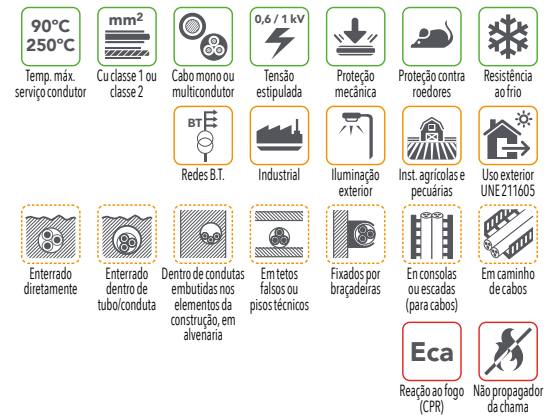 90°C
250°C
Temp. máx.
serviço condutor
mm²
Cu classe 1 ou
classe 2
Cabo mono ou
multicondutor
0,6 / 1 kV
Tensão
estipulada
Proteção
mecânica
Proteção contra
roedores
Resistência
ao frio
BT
Redes B.T.
Industrial
Iluminação
exterior
Inst. agrícolas e
pecuárias
Uso exterior
UNE 211605
Enterrado
diretamente
Enterrado
dentro de
tubo/conduta
Dentro de condutas
embutidas nos
elementos da
construção, em
alvenaria
Em tetos
falsos ou
pisos técnicos
Fixados por
braçadeiras
En consolas
ou escadas
(para cabos)
Em caminho
de cabos
Eca
Reação ao fogo
(CPR)
Não propagador
da chama